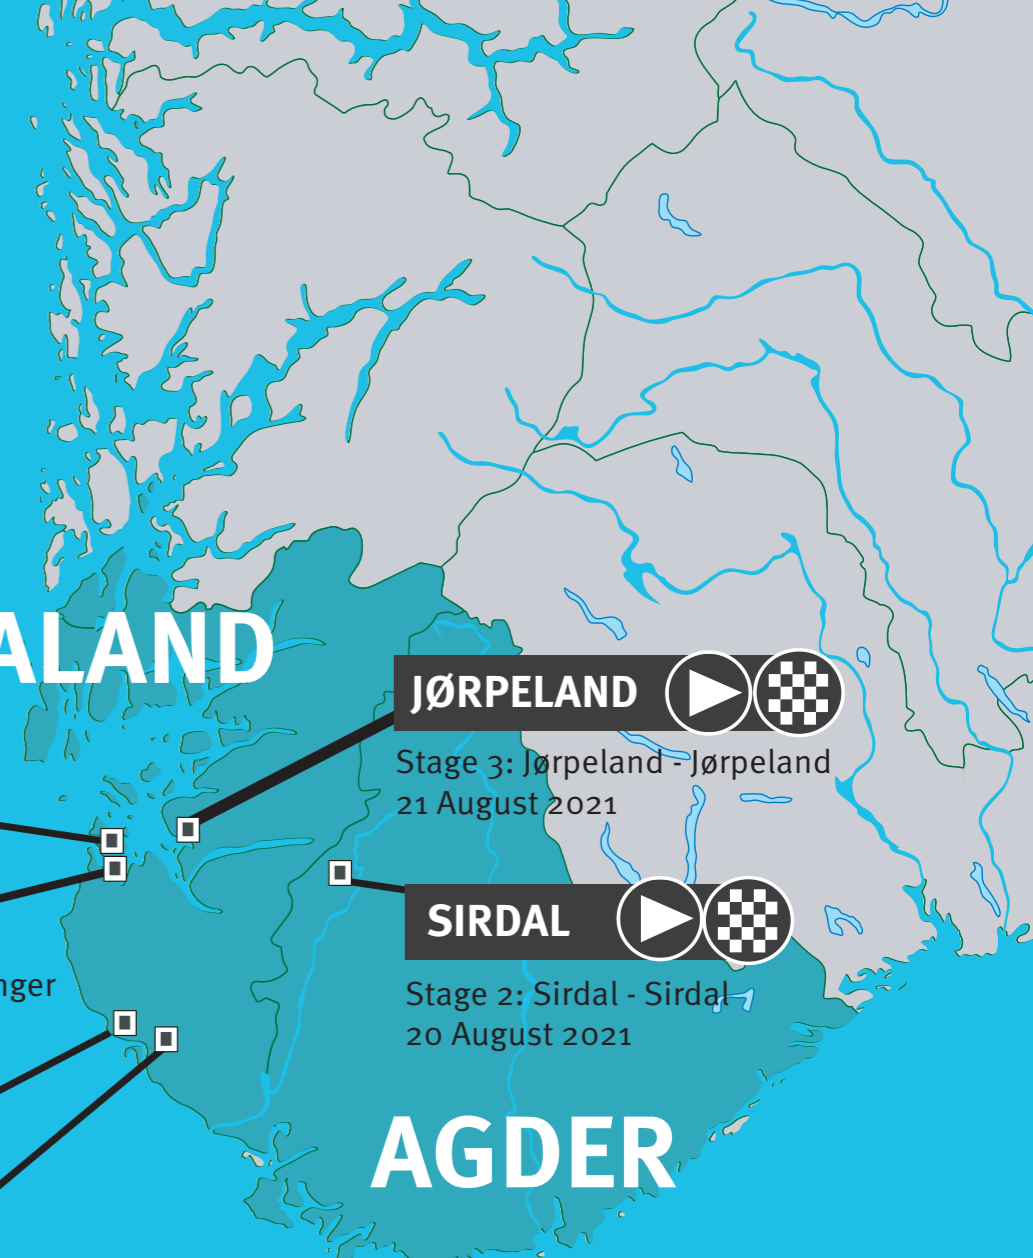 ALAND
JØRPELAND
Stage 3: Jørpeland - Jørpeland
21 August 2021
SIRDAL
nger
Stage 2: Sirdal - Sirdal
20 August 2021
AGDER